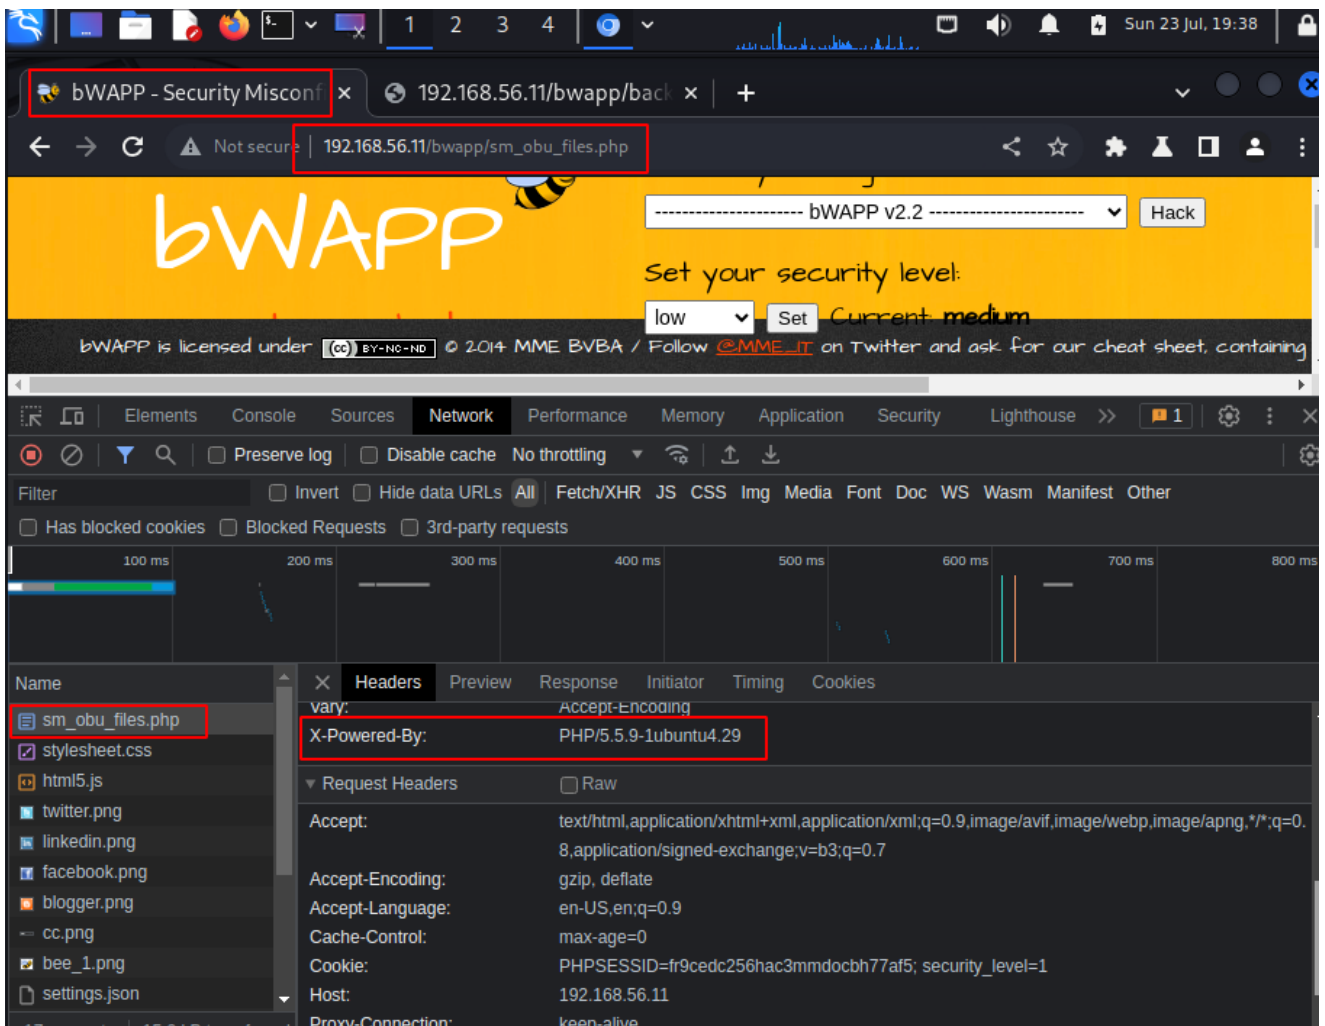 1 2 3 4 Sun 23 Jul, 19:38
bWAPP - Security Misconf 192.168.56.11/bwapp/back
Not secure 192.168.56.11/bwapp/sm_obu_files.php
bWAPP
---------------------- bWAPP v2.2 ----------------------- Hack
Set your security level:
low Set Current: medium
bWAPP is licensed under (cc) BY-NC-ND © 2014 MME BVBA / Follow @MME_IT on Twitter and ask for our cheat sheet, containing
Elements Console Sources Network Performance Memory Application Security Lighthouse 1
Preserve log Disable cache No throttling
Filter Invert Hide data URLs All Fetch/XHR JS CSS Img Media Font Doc WS Wasm Manifest Other
Has blocked cookies Blocked Requests 3rd-party requests
100 ms 200 ms 300 ms 400 ms 500 ms 600 ms 700 ms 800 ms
Name
sm_obu_files.php
stylesheet.css
html5.js
twitter.png
linkedin.png
facebook.png
blogger.png
cc.png
bee_1.png
settings.json
Headers Preview Response Initiator Timing Cookies
Vary: Accept-Encoding
X-Powered-By: PHP/5.5.9-1ubuntu4.29
Request Headers Raw
Accept: text/html,application/xhtml+xml,application/xml;q=0.9,image/avif,image/webp,image/apng,*/*;q=0.
8,application/signed-exchange;v=b3;q=0.7
Accept-Encoding: gzip, deflate
Accept-Language: en-US,en;q=0.9
Cache-Control: max-age=0
Cookie: PHPSESSID=fr9cedc256hac3mmdocbh77af5; security_level=1
Host: 192.168.56.11
Proxy-Connection: keep-alive